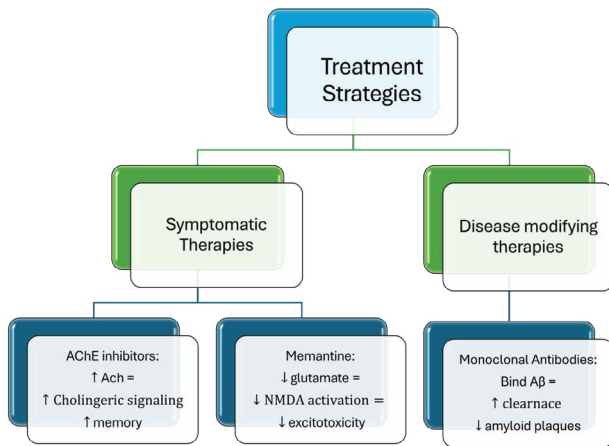 Treatment
Strategies
Symptomatic
Therapies
Disease modifying
therapies
AChE inhibitors:
↑ Ach =
↑ Cholingeric signaling
↑ memory
Memantine:
↓ glutamate =
↓ NMDA activation =
↓ excitotoxicity
Monoclonal Antibodies:
Bind Aβ =
↑ clearnace
↓ amyloid plaques